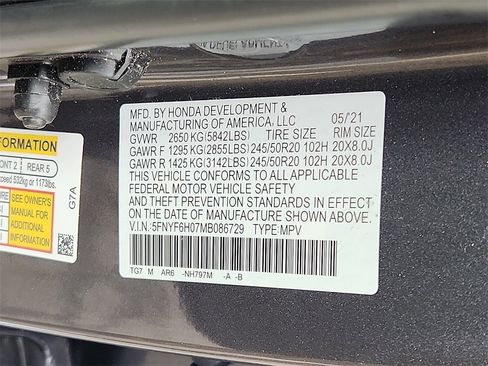 MFD. BY HONDA DEVELOPMENT &
MANUFACTURING OF AMERICA, LLC 05/'21
GVWR 2650 KG(5842LBS) TIRE SIZE RIM SIZE
GAWR F 1295 KG(2855LBS) 245/50R20 102H 20X8.0J
GAWR R 1425 KG(3142LBS) 245/50R20 102H 20X8.0J
THIS VEHICLE CONFORMS TO ALL APPLICABLE
FEDERAL MOTOR VEHICLE SAFETY
AND THEFT PREVENTION STANDARDS IN EFFECT
ON THE DATE OF MANUFACTURE SHOWN ABOVE.
V.I.N.:5FNYF6H07MB086729 TYPE:MPV
TG7 M AR6 -NH797M -A -B
G7A
FORMATION
ONT 2 REAR 5
xceed 532kg or 1173lbs.
SEE OWNER'S
MANUAL FOR
ADDITIONAL
INFORMATION